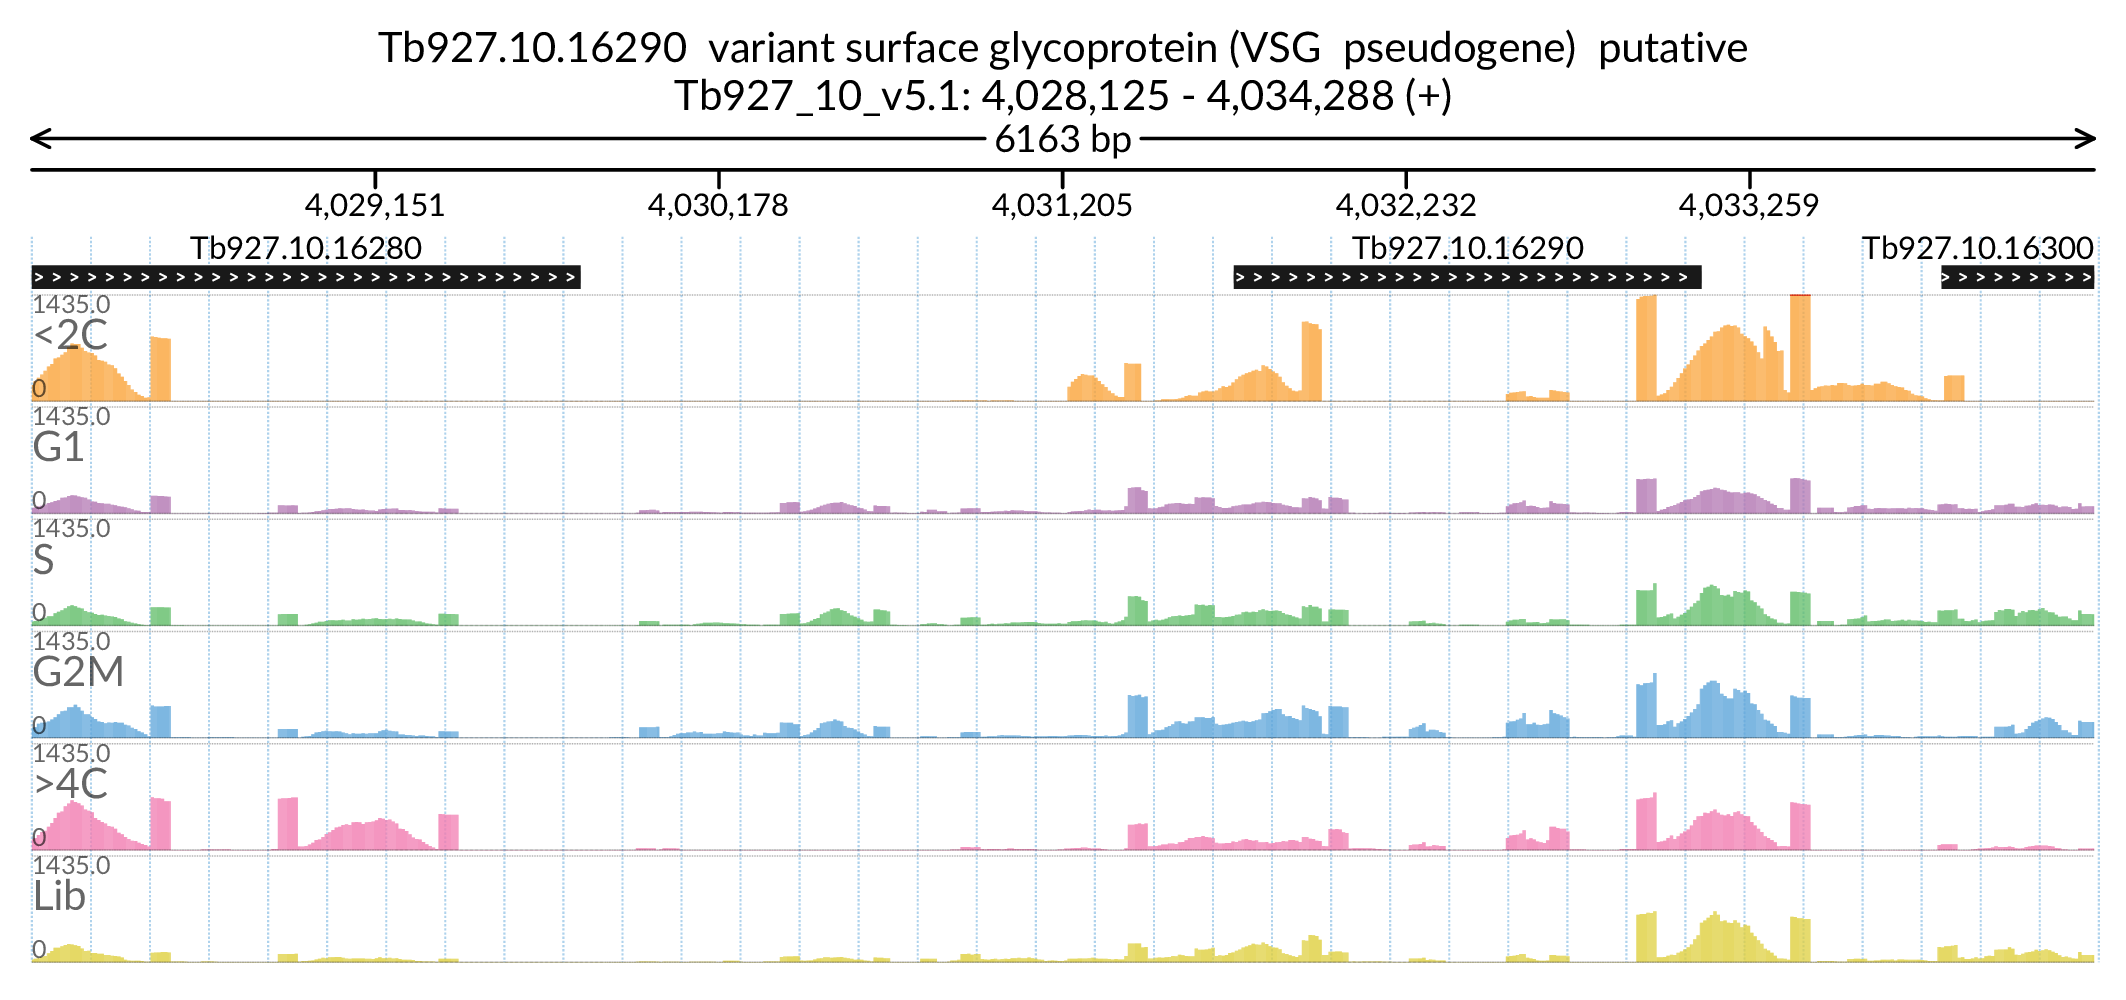 Tb927.10.16290 variant surface glycoprotein (VSG pseudogene) putative
Tb927_10_v5.1: 4,028,125 - 4,034,288 (+)
6163 bp
4,029,151 4,030,178 4,031,205 4,032,232 4,033,259
Tb927.10.16280 Tb927.10.16290 Tb927.10.16300
1435.0
<2C
0
1435.0
G1
0
1435.0
S
0
1435.0
G2M
0
1435.0
>4C
0
1435.0
Lib
0